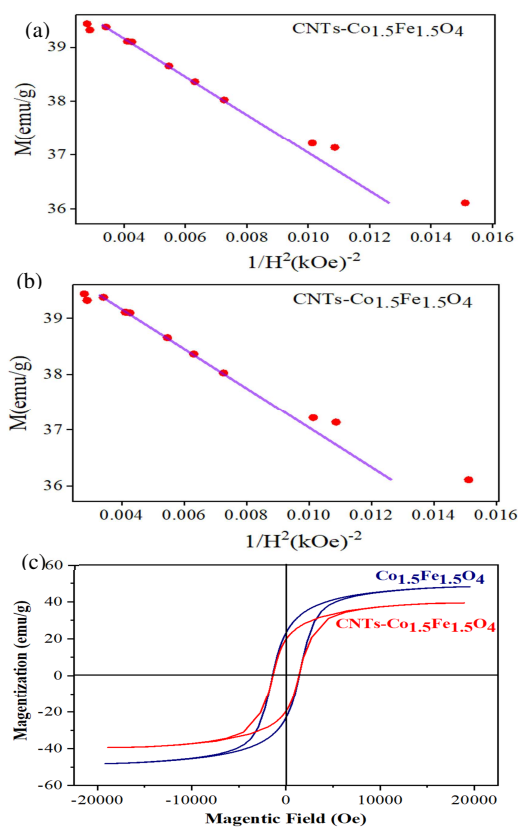 (a)
CNTs-Co1.5Fe1.5O4
39
38
37
36
M(emu/g)
0.004 0.006 0.008 0.010 0.012 0.014 0.016
1/H²(kOe)⁻²
(b)
CNTs-Co1.5Fe1.5O4
39
38
37
36
M(emu/g)
0.004 0.006 0.008 0.010 0.012 0.014 0.016
1/H²(kOe)⁻²
(c)
60
40
20
0
-20
-40
-60
Magentization (emu/g)
Co1.5Fe1.5O4
CNTs-Co1.5Fe1.5O4
-20000 -10000 0 10000 20000
Magentic Field (Oe)